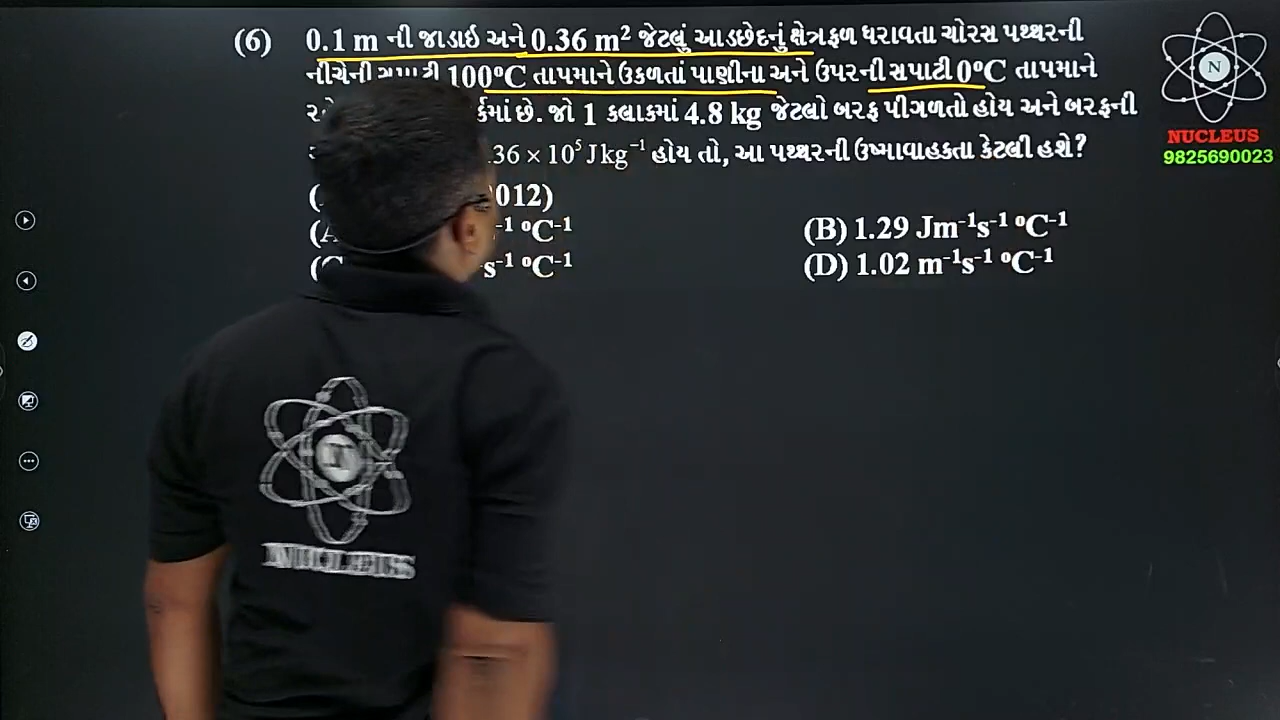 (6) 0.1 m ની જાડાઇ અને 0.36 m² જેટલું આડછેદનું ક્ષેત્રફળ ધરાવતા ચોરસ પથ્થરની
નીચેની 100°C તાપમાને ઉકળતાં પાણીના અને ઉપરની સપાટી 0°C તાપમાને
છે. જો 1 કલાકમાં 4.8 kg જેટલો બરફ પીગળતો હોય અને બરફની
.36 × 10⁵ J kg⁻¹ હોય તો, આ પથ્થરની ઉષ્માવાહકતા કેટલી હશે?
012)
⁻¹ °C⁻¹ (B) 1.29 Jm⁻¹s⁻¹ °C⁻¹
s⁻¹ °C⁻¹ (D) 1.02 m⁻¹s⁻¹ °C⁻¹
N
NUCLEUS
9825690023
N
NUCLEUS